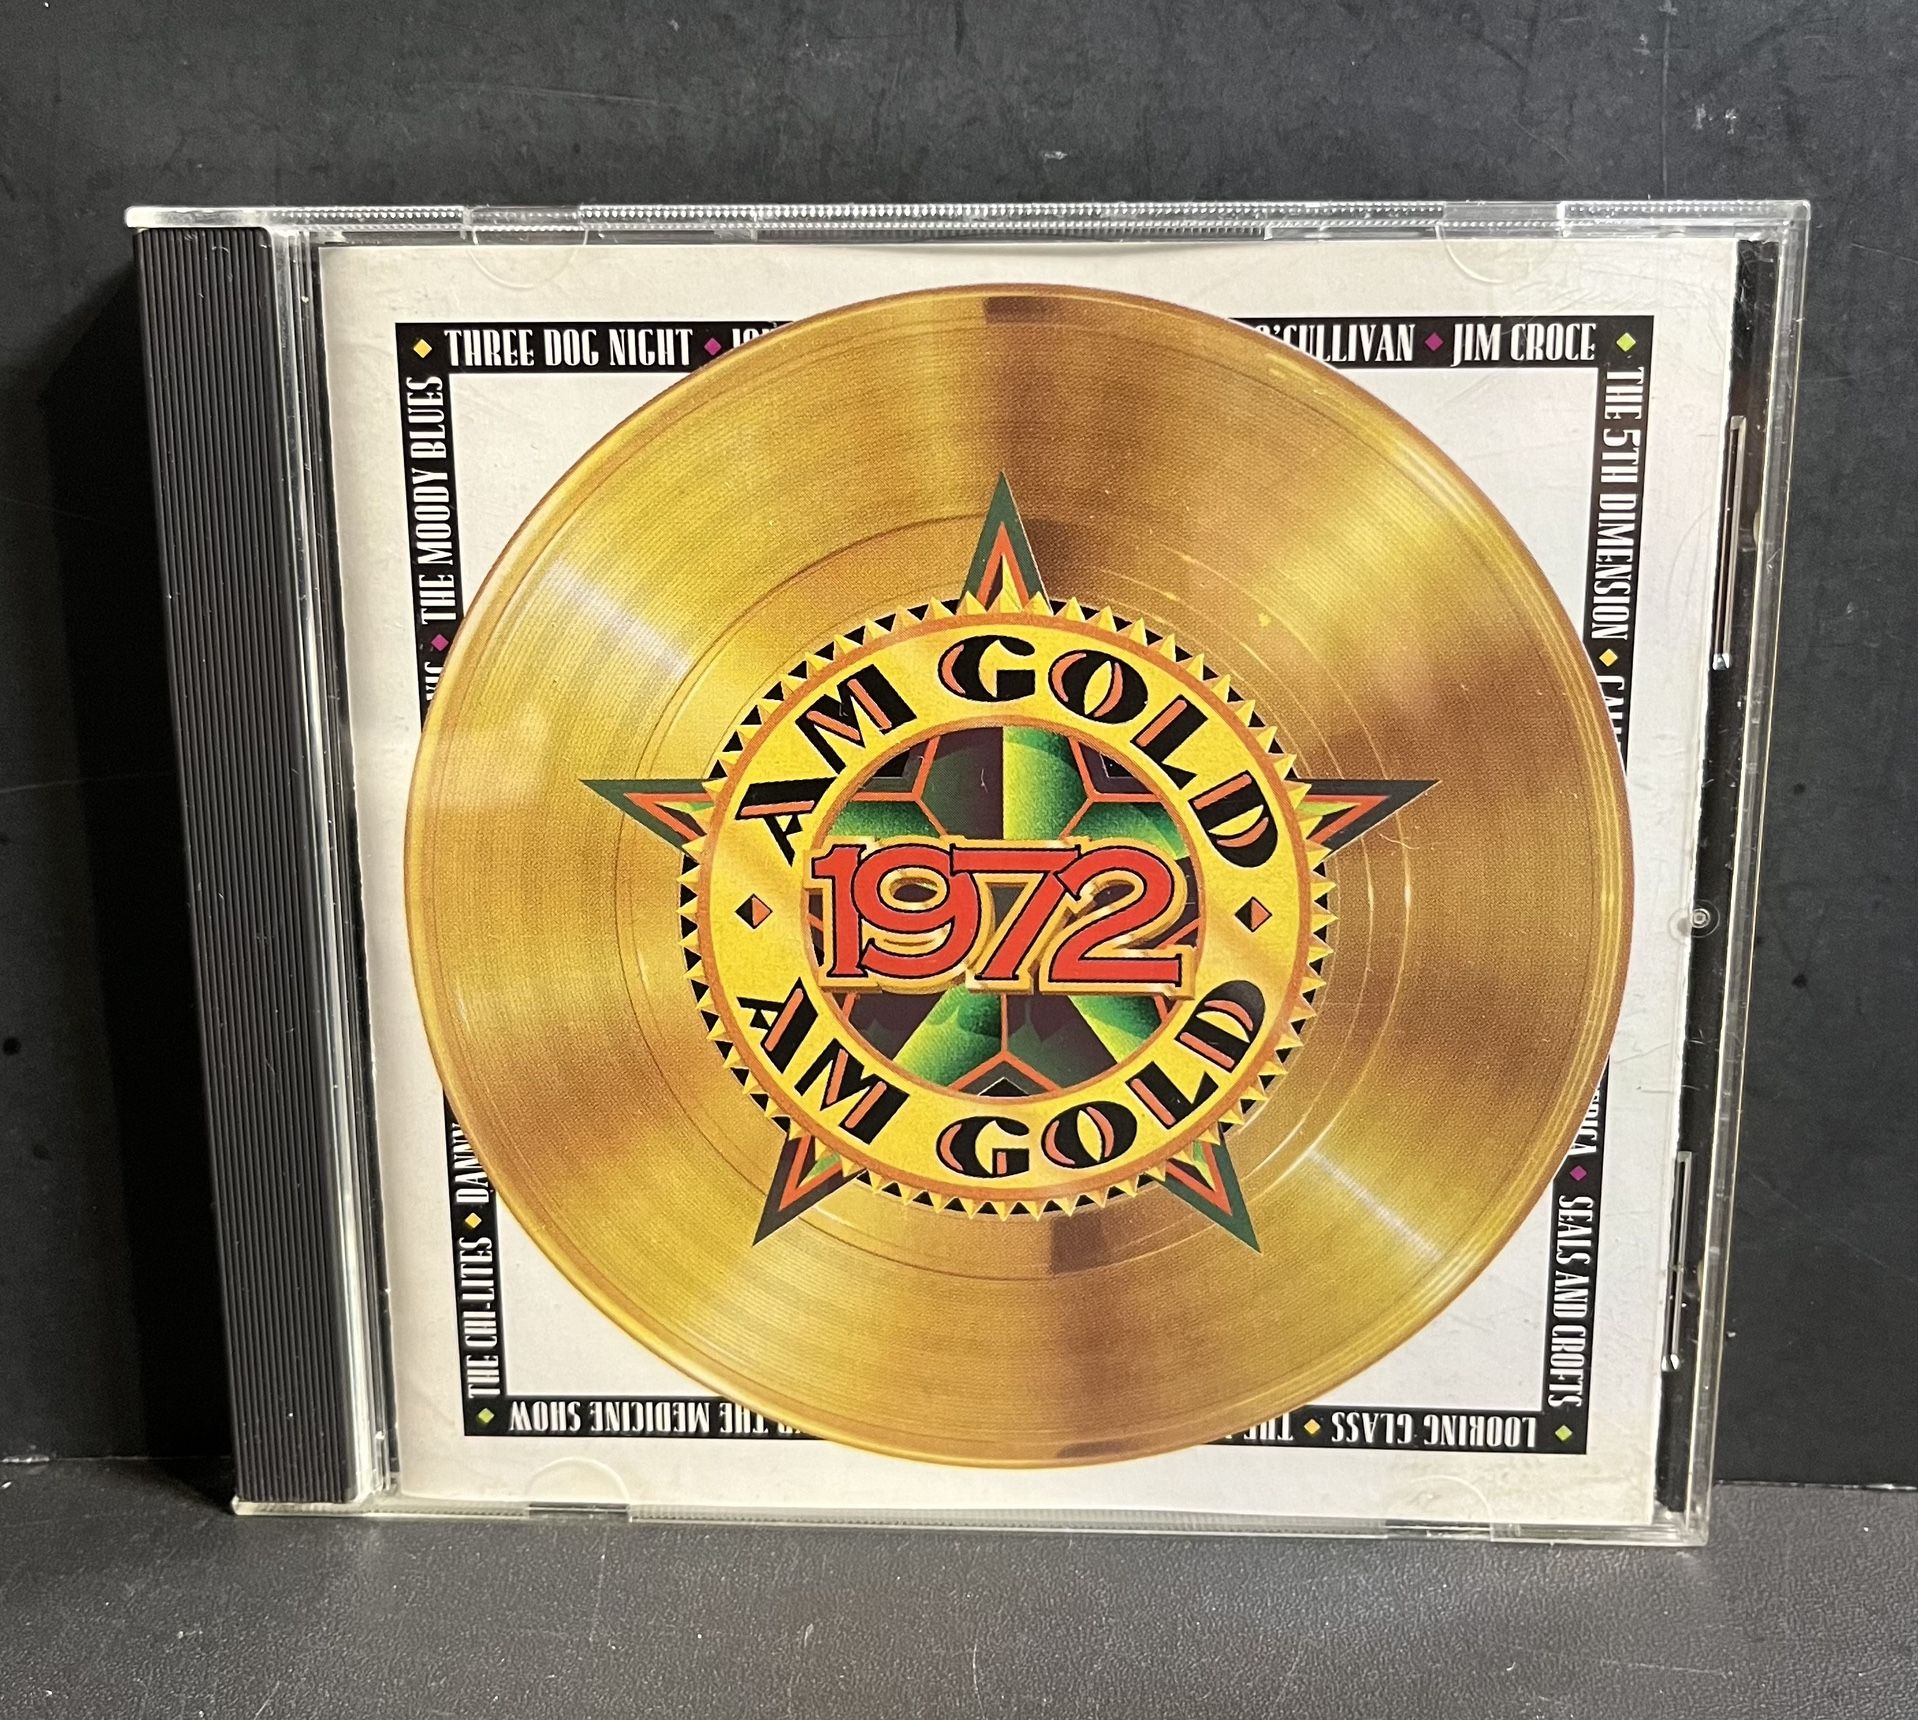 THREE DOG NIGHT
O'SULLIVAN ◆ JIM CROCE
THE 5TH DIMENSION
SEALS AND CROFTS
LOOKING GLASS
THE MEDICINE SHOW
THE CHI-LITES
THE MOODY BLUES
AM GOLD
1972
AM GOLD